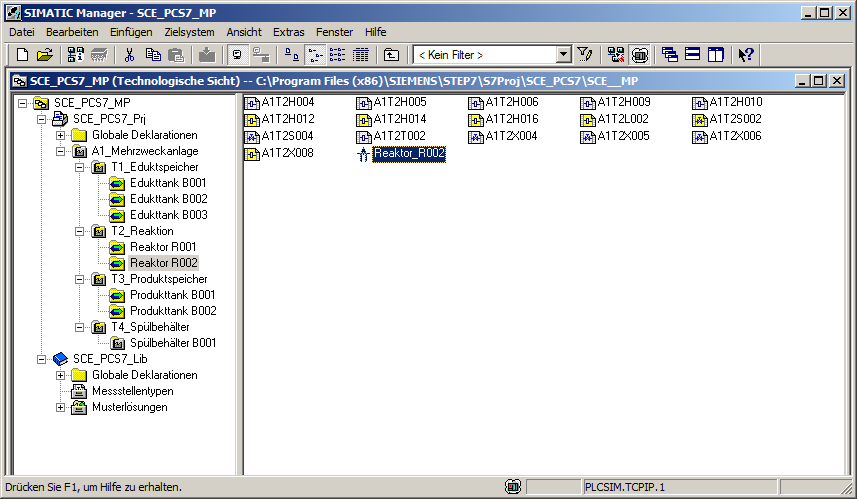 SIMATIC Manager - SCE_PCS7_MP
Datei Bearbeiten Einfügen Zielsystem Ansicht Extras Fenster Hilfe
< Kein Filter >
SCE_PCS7_MP (Technologische Sicht) -- C:\Program Files (x86)\SIEMENS\STEP7\S7Proj\SCE_PCS7\SCE__MP
SCE_PCS7_MP
SCE_PCS7_Prj
Globale Deklarationen
A1_Mehrzweckanlage
T1_Eduktspeicher
Edukttank B001
Edukttank B002
Edukttank B003
T2_Reaktion
Reaktor R001
Reaktor R002
T3_Produktspeicher
Produkttank B001
Produkttank B002
T4_Spülbehälter
Spülbehälter B001
SCE_PCS7_Lib
Globale Deklarationen
Messstellentypen
Musterlösungen
A1T2H004 A1T2H005 A1T2H006 A1T2H009 A1T2H010
A1T2H012 A1T2H014 A1T2H016 A1T2L002 A1T2S002
A1T2S004 A1T2T002 A1T2X004 A1T2X005 A1T2X006
A1T2X008 Reaktor_R002
Drücken Sie F1, um Hilfe zu erhalten. PLCSIM.TCPIP.1